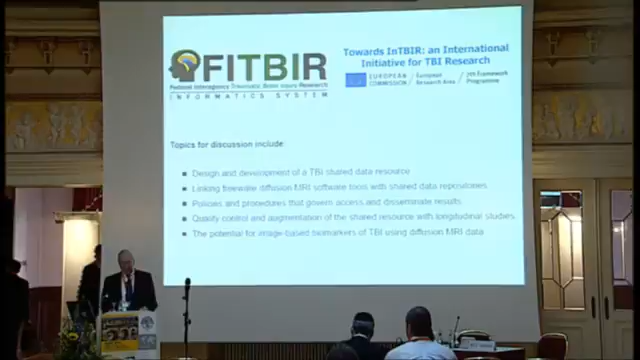 FITBIR
Federal Interagency Traumatic Brain Injury Research
INFORMATICS SYSTEM
Towards InTBIR: an International
Initiative for TBI Research
EUROPEAN COMMISSION
European Research Area
7th Framework Programme
Topics for discussion include:
Design and development of a TBI shared data resource
Linking freeware diffusion MRI software tools with shared data repositories
Policies and procedures that govern access and disseminate results
Quality control and augmentation of the shared resource with longitudinal studies
The potential for image-based biomarkers of TBI using diffusion MRI data